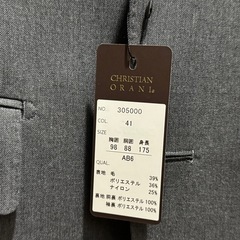 CHRISTIAN
ORANI
NO. 305000
COL. 41
SIZE 胸囲 胴囲 身長
98 88 175
AB6
QUAL.
表地 毛 39%
ポリエステル 36%
ナイロン 25%
裏地 胴裏 ポリエステル 100%
袖裏 ポリエステル 100%